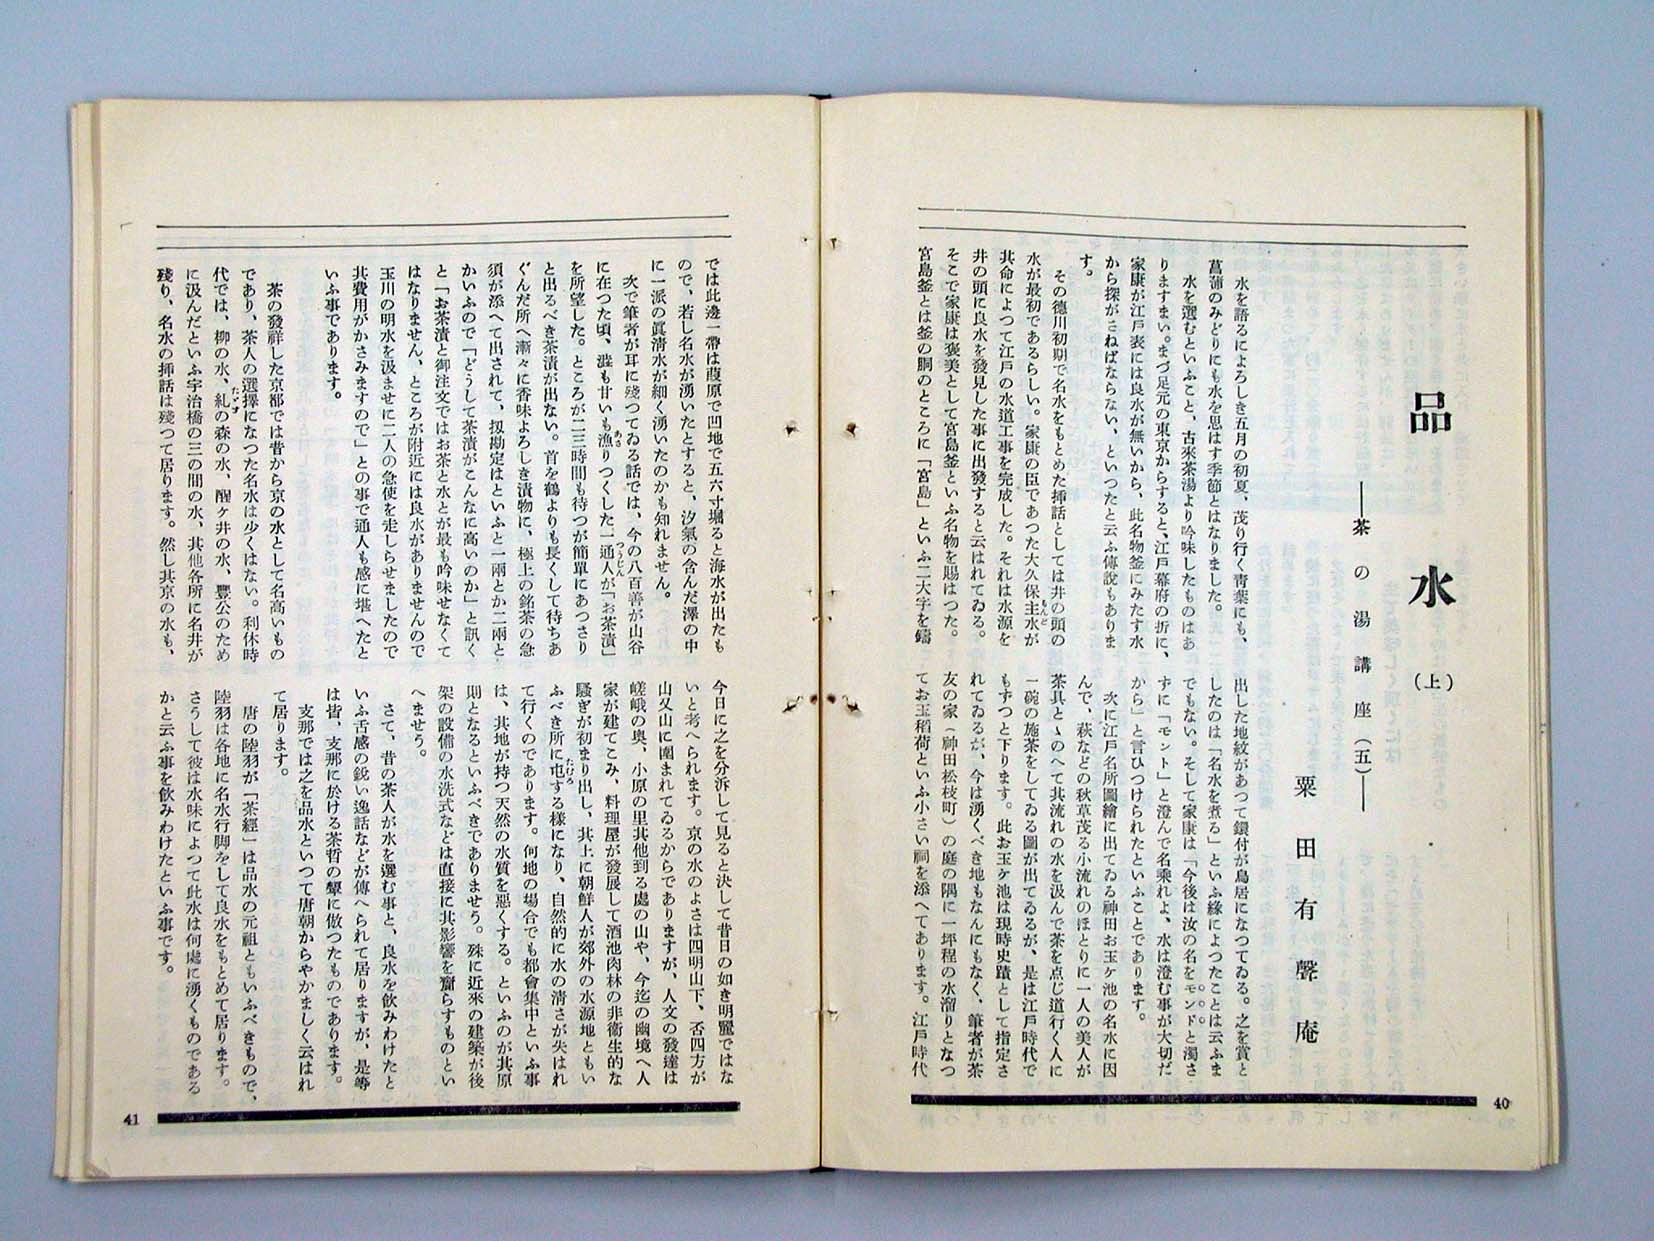 品水（上）
――茶の湯講座（五）――
粟田有聲庵
水を語るによろしき五月の初夏、茂り行く靑葉にも、
菖蒲のみどりにも水を思はす季節とはなりました。
水を選むといふこと、古來茶湯より吟味したものはあ
りますまい。まづ足元の東京からすると、江戸幕府の折に、
家康が江戸表には良水が無いから、此名物釜にみたす水
から探がさねばならない、といつたと云ふ傳說もありま
す。
その德川初期で名水をもとめた揷話としては井の頭の
水が最初であるらしい。家康の臣であつた大久保主水が
もんど
其命によつて江戸の水道工事を完成した。それは水源を
井の頭に良水を發見した事に出發すると云はれてゐる。
そこで家康は褒美として宮島釜といふ名物を賜はつた。
宮島釜とは釜の胴のところに「宮島」といふ二大字を鑄
出した地紋があつて鐶付が鳥居になつてゐる。之を賞と
したのは「名水を煮る」といふ緣によつたことは云ふま
でもない。そして家康は「今後は汝の名をモンドと濁さ
ずに「モント」と澄んで名乘れよ、水は澄む事が大切だ
から」と言ひつけられたといふことであります。
次に江戸名所圖繪に出てゐる神田お玉ヶ池の名水に因
んで、萩などの秋草茂る小流れのほとりに一人の美人が
茶具とゝのへて其流れの水を汲んで茶を点じ道行く人に
一碗の施茶をしてゐる圖が出てゐるが、是は江戸時代で
もずつと下ります。此お玉ヶ池は現時史蹟として指定さ
れてゐるが、今は湧くべき地もなんにもなく、筆者が茶
友の家（神田松枝町）の庭の隅に一坪程の水溜りとなつ
てお玉稻荷といふ小さい祠を添へてあります。江戸時代
40
では此邊一帶は葭原で凹地で五六寸堀ると海水が出たも
ので、若し名水が湧いたとすると、汐氣の含んだ澤の中
に一派の眞淸水が細く湧いたのかも知れません。
次で筆者が耳に殘つてゐる話では、今の八百善が山谷
に在つた頃、澁も甘いも漁りつくした一通人が「お茶漬」
あさ
つうじん
を所望した。ところが二三時間も待つが簡單にあつさり
と出るべき茶漬が出ない。首を鶴よりも長くして待ちあ
ぐんだ所へ漸々に香味よろしき漬物に、極上の銘茶の急
須が添へて出されて、扨勘定はといふと一兩とか二兩と
かいふので「どうして茶漬がこんなに高いのか」と訊く
と「お茶漬と御注文ではお茶と水とが最も吟味せなくて
はなりません、ところが附近には良水がありませんので
玉川の明水を汲ませに二人の急使を走しらせましたので
其費用がかさみますので」との事で通人も感に堪へたと
いふ事であります。
茶の發祥した京都では昔から京の水として名高いもの
であり、茶人の選擇になつた名水は少くはない。利休時
代では、柳の水、糺の森の水、醒ヶ井の水、豐公のため
たゞす
に汲んだといふ宇治橋の三の間の水、其他各所に名井が
殘り、名水の揷話は殘つて居ります。然し其京の水も、
今日に之を分析して見ると決して昔日の如き明麗ではな
いと考へられます。京の水のよさは四明山下、否四方が
山又山に圍まれてゐるからでありますが、人文の發達は
嵯峨の奧、小原の里其他到る處の山や、今迄の幽境へ人
家が建てこみ、料理屋が發展して酒池肉林の非衞生的な
騷ぎが初まり出し、其上に朝鮮人が郊外の水源地ともい
ふべき所に屯する樣になり、自然的に水の淸さが失はれ
たむろ
て行くのであります。何地の場合でも都會集中といふ事
は、其地が持つ天然の水質を惡くする。といふのが其原
則となるといふべきでありませう。殊に近來の建築が後
架の設備の水洗式などは直接に其影響を齎らすものとい
へませう。
さて、昔の茶人が水を選む事と、良水を飮みわけたと
いふ舌感の銳い逸話などが傳へられて居りますが、是等
は皆、支那に於ける茶哲の顰に倣つたものであります。
支那では之を品水といつて唐朝からやかましく云はれ
て居ります。
唐の陸羽が「茶經」は品水の元祖ともいふべきもので、
陸羽は各地に名水行脚をして良水をもとめて居ります。
さうして彼は水味によつて此水は何處に湧くものである
かと云ふ事を飮みわけたといふ事です。
41